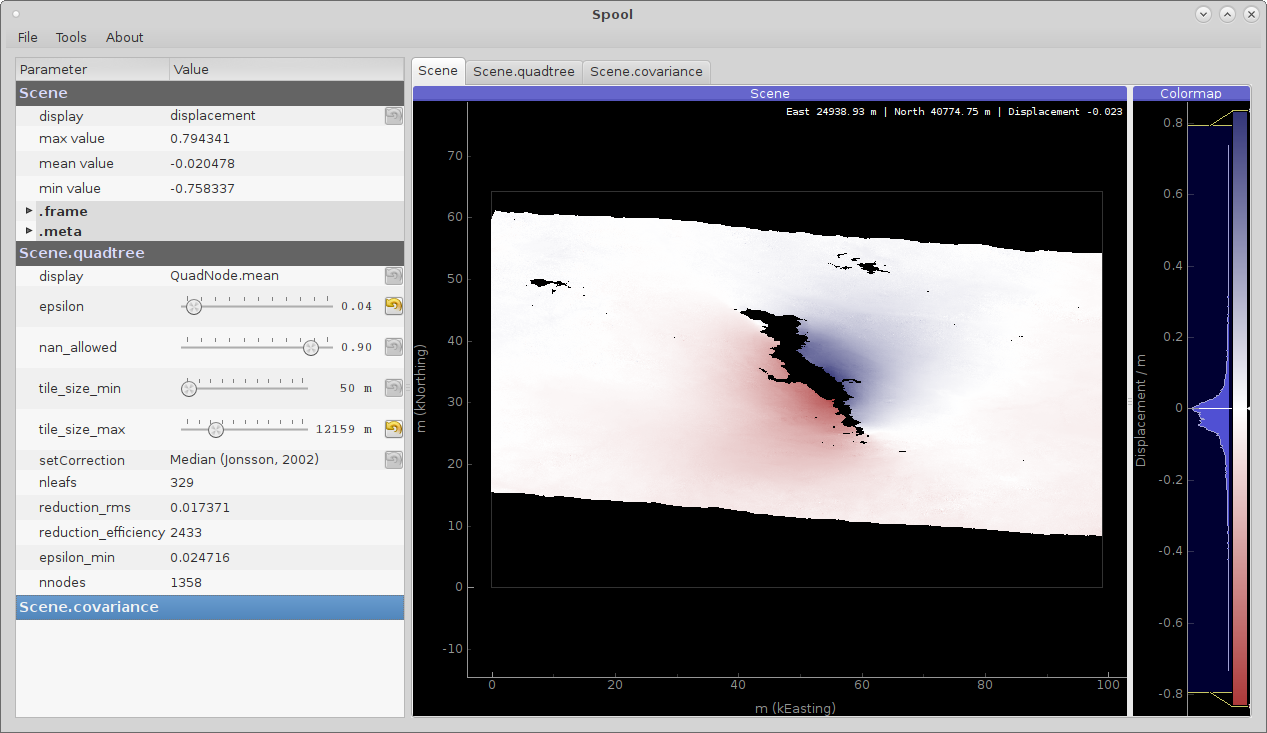 Spool
File Tools About
Parameter Value
Scene
display displacement
max value 0.794341
mean value -0.020478
min value -0.758337
.frame
.meta
Scene.quadtree
display QuadNode.mean
epsilon 0.04
nan_allowed 0.90
tile_size_min 50 m
tile_size_max 12159 m
setCorrection Median (Jonsson, 2002)
nleafs 329
reduction_rms 0.017371
reduction_efficiency 2433
epsilon_min 0.024716
nnodes 1358
Scene.covariance
Scene Scene.quadtree Scene.covariance
Scene
East 24938.93 m | North 40774.75 m | Displacement -0.023
70
60
50
40
30
20
10
0
-10
m (kNorthing)
0 20 40 60 80 100
m (kEasting)
Colormap
0.8
0.6
0.4
0.2
0
-0.2
-0.4
-0.6
-0.8
Displacement / m